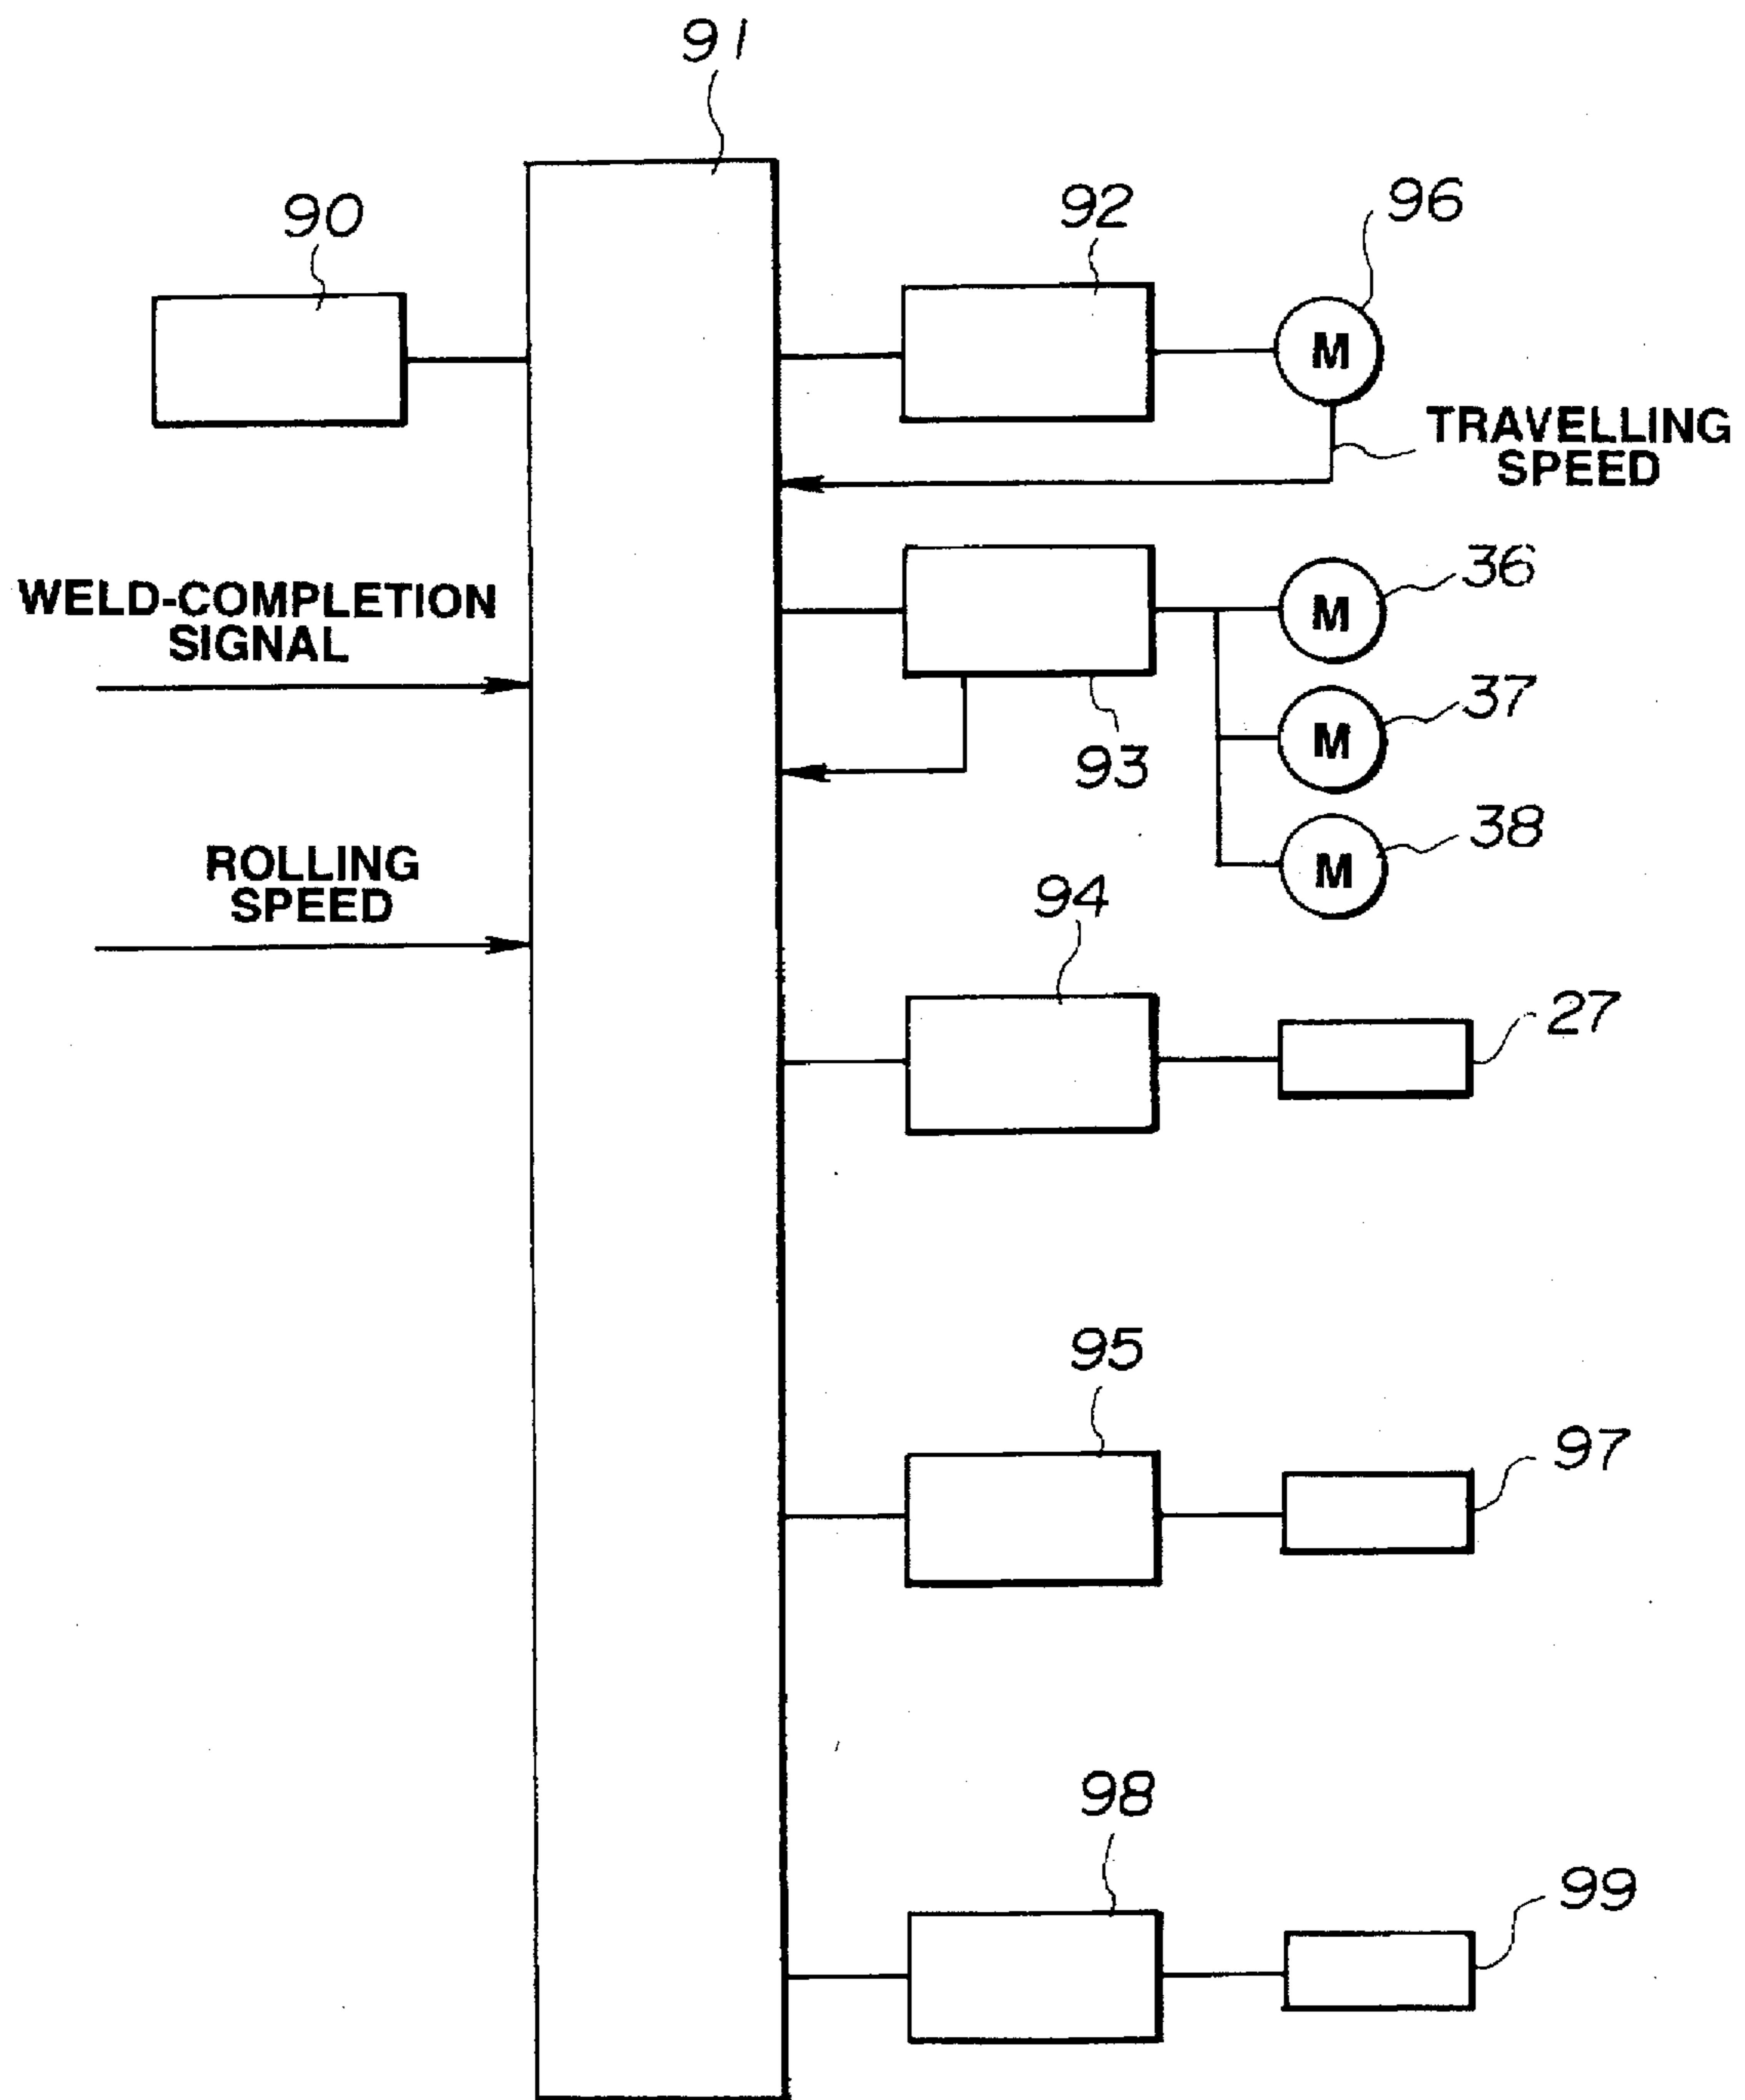 91
90
92
96
M
TRAVELLING
SPEED
WELD-COMPLETION
SIGNAL
36
M
37
M
93
38
M
ROLLING
SPEED
94
27
95
97
98
99